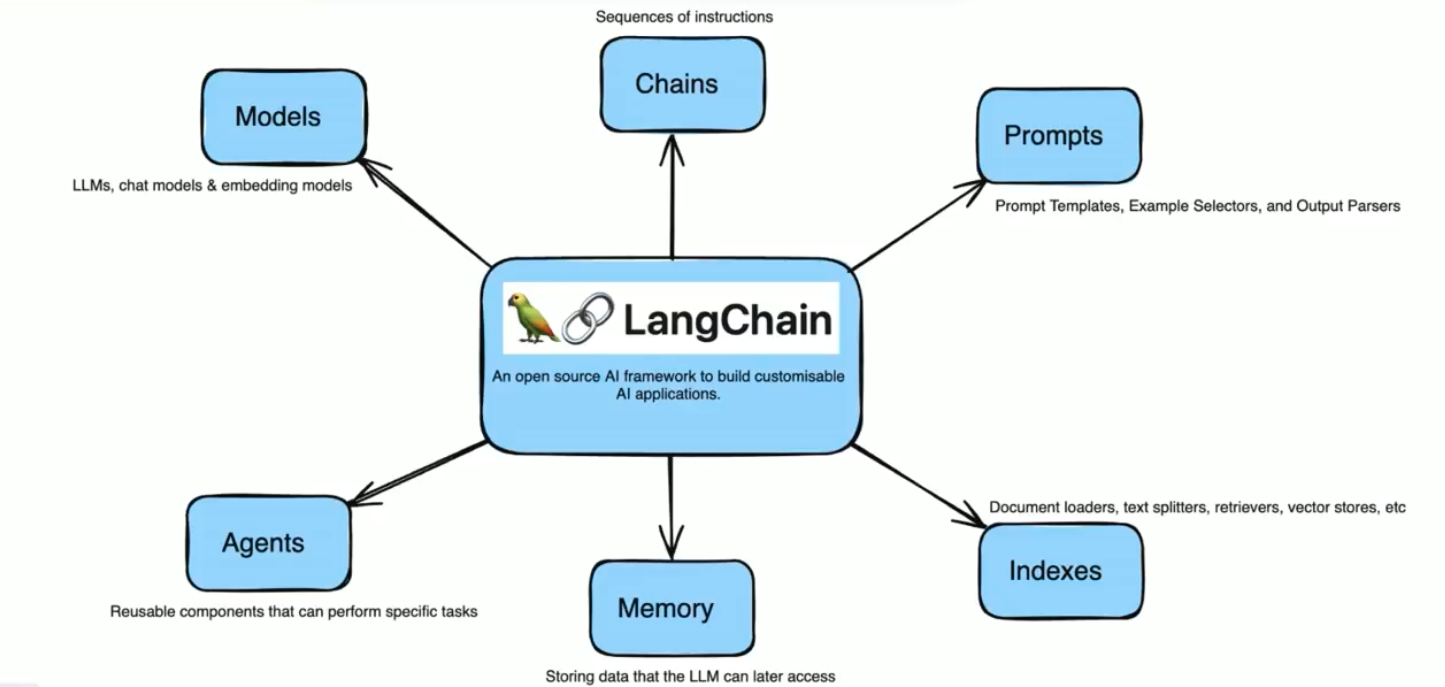 Sequences of instructions
Chains
Models
LLMs, chat models & embedding models
Prompts
Prompt Templates, Example Selectors, and Output Parsers
LangChain
An open source AI framework to build customisable
AI applications.
Agents
Reusable components that can perform specific tasks
Memory
Storing data that the LLM can later access
Document loaders, text splitters, retrievers, vector stores, etc
Indexes